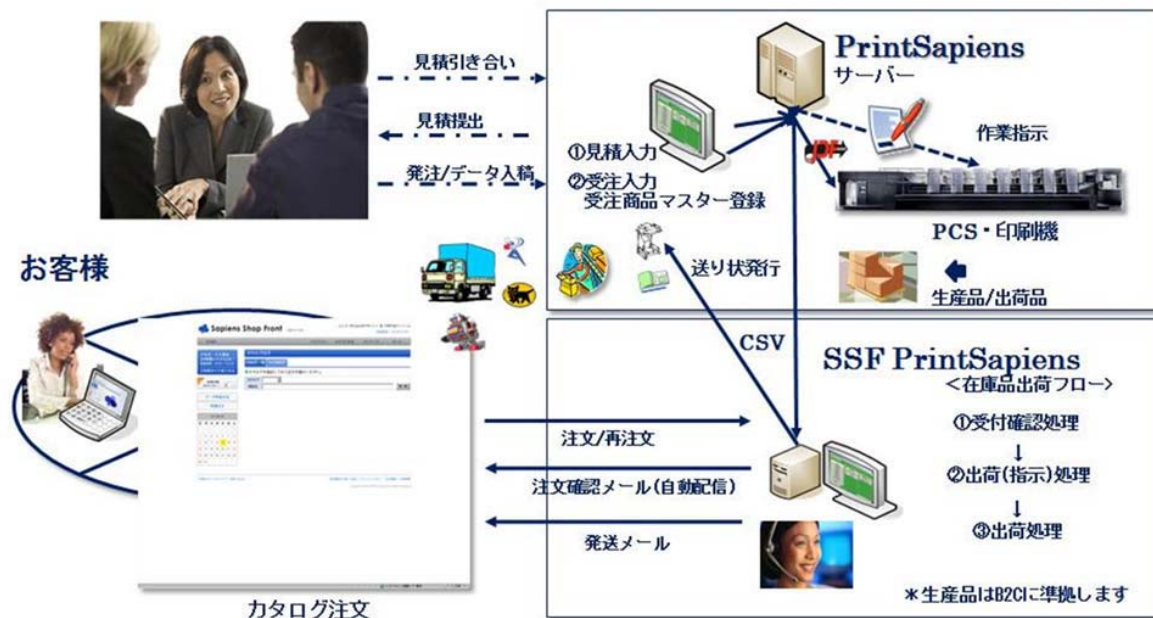 見積引き合い
見積提出
発注/データ入稿
PrintSapiens
サーバー
①見積入力
②受注入力
受注商品マスター登録
JDF
作業指示
PCS・印刷機
送り状発行
生産品/出荷品
お客様
Sapiens Shop Front
CSV
SSF PrintSapiens
<在庫品出荷フロー>
①受付確認処理
↓
②出荷(指示)処理
↓
③出荷処理
注文/再注文
注文確認メール(自動配信)
発送メール
カタログ注文
*生産品はB2Cに準拠します